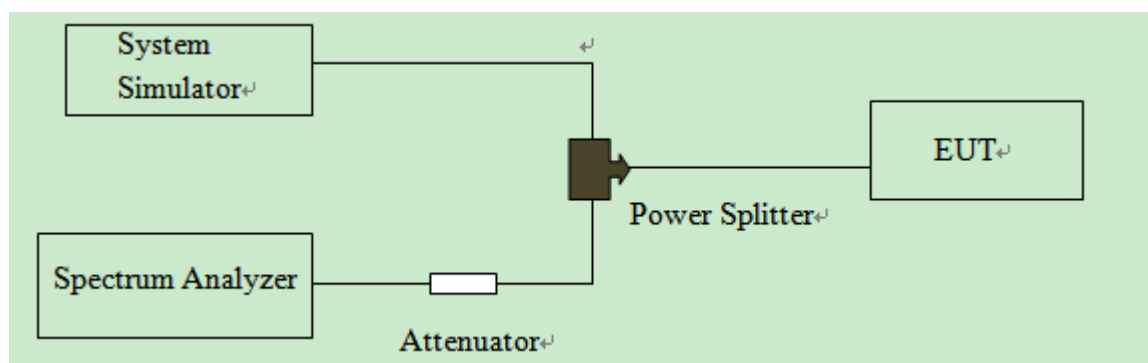 System
Simulator↵
↵
EUT↵
Power Splitter↵
Spectrum Analyzer
Attenuator↵